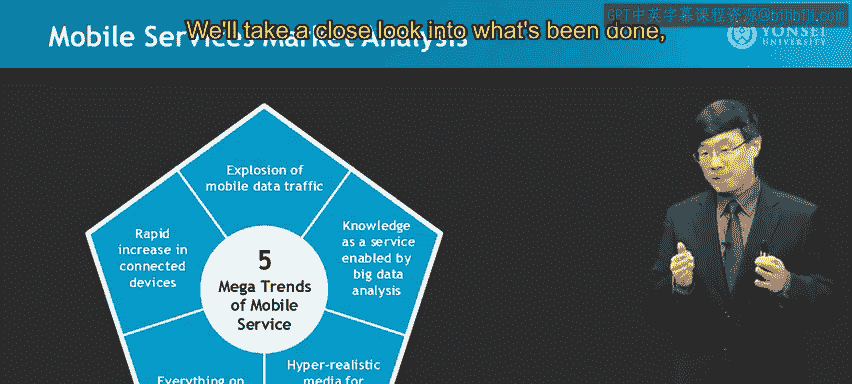 GPT中英字幕课程资源@bilibili.com
We'll take a close look into what's been done,
Mobile Services Market Analysis
YONSEI
UNIVERSITY
Explosion of
mobile data traffic
Rapid
increase in
connected
devices
Knowledge
as a service
enabled by
big data
analysis
5
Mega Trends
of Mobile
Service
Everything on
Hyper-realistic
media for